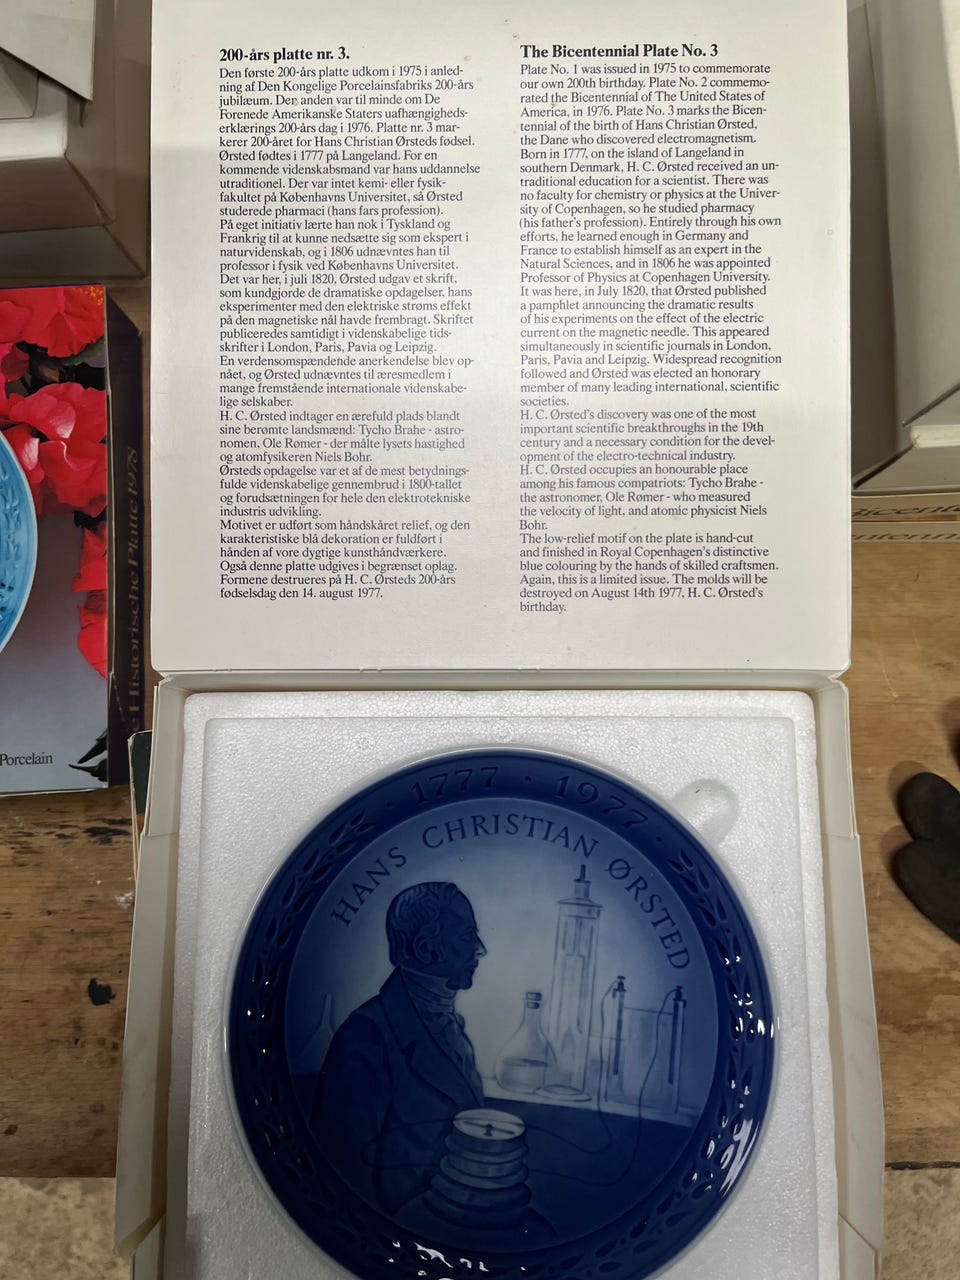 200-års platte nr. 3.
Den første 200-års platte udkom i 1975 i anled-
ning af Den Kongelige Porcelainsfabriks 200-års
jubilæum. Den anden var til minde om De
Forenede Amerikanske Staters uafhængigheds-
erklærings 200-års dag i 1976. Platte nr. 3 mar-
kerer 200-året for Hans Christian Ørsteds fødsel.
Ørsted fødtes i 1777 på Langeland. For en
kommende videnskabsmand var hans uddannelse
utraditionel. Der var intet kemi- eller fysik-
fakultet på Københavns Universitet, så Ørsted
studerede pharmaci (hans fars profession).
På eget initiativ lærte han nok i Tyskland og
Frankrig til at kunne nedsætte sig som ekspert i
naturvidenskab, og i 1806 udnævntes han til
professor i fysik ved Københavns Universitet.
Det var her, i juli 1820, Ørsted udgav et skrift,
som kundgjorde de dramatiske opdagelser, hans
eksperimenter med den elektriske strøms effekt
på den magnetiske nål havde frembragt. Skriftet
publiceredes samtidigt i videnskabelige tids-
skrifter i London, Paris, Pavia og Leipzig.
En verdensomspændende anerkendelse blev op-
nået, og Ørsted udnævntes til æresmedlem i
mange fremstående internationale videnskabe-
lige selskaber.
H. C. Ørsted indtager en ærefuld plads blandt
sine berømte landsmænd: Tycho Brahe - astro-
nomen, Ole Rømer - der målte lysets hastighed
og atomfysikeren Niels Bohr.
Ørsteds opdagelse var et af de mest betydnings-
fulde videnskabelige gennembrud i 1800-tallet
og forudsætningen for hele den elektrotekniske
industris udvikling.
Motivet er udført som håndskåret relief, og den
karakteristiske blå dekoration er fuldført i
hånden af vore dygtige kunsthåndværkere.
Også denne platte udgives i begrænset oplag.
Formene destrueres på H. C. Ørsteds 200-års
fødselsdag den 14. august 1977.
The Bicentennial Plate No. 3
Plate No. 1 was issued in 1975 to commemorate
our own 200th birthday. Plate No. 2 commemo-
rated the Bicentennial of The United States of
America, in 1976. Plate No. 3 marks the Bicen-
tennial of the birth of Hans Christian Ørsted,
the Dane who discovered electromagnetism.
Born in 1777, on the island of Langeland in
southern Denmark, H. C. Ørsted received an un-
traditional education for a scientist. There was
no faculty for chemistry or physics at the Univer-
sity of Copenhagen, so he studied pharmacy
(his father's profession). Entirely through his own
efforts, he learned enough in Germany and
France to establish himself as an expert in the
Natural Sciences, and in 1806 he was appointed
Professor of Physics at Copenhagen University.
It was here, in July 1820, that Ørsted published
a pamphlet announcing the dramatic results
of his experiments on the effect of the electric
current on the magnetic needle. This appeared
simultaneously in scientific journals in London,
Paris, Pavia and Leipzig. Widespread recognition
followed and Ørsted was elected an honorary
member of many leading international, scientific
societies.
H. C. Ørsted's discovery was one of the most
important scientific breakthroughs in the 19th
century and a necessary condition for the devel-
opment of the electro-technical industry.
H. C. Ørsted occupies an honourable place
among his famous compatriots: Tycho Brahe -
the astronomer, Ole Rømer - who measured
the velocity of light, and atomic physicist Niels
Bohr.
The low-relief motif on the plate is hand-cut
and finished in Royal Copenhagen's distinctive
blue colouring by the hands of skilled craftsmen.
Again, this is a limited issue. The molds will be
destroyed on August 14th 1977, H. C. Ørsted's
birthday.
Historische Platte 1978
Porcelain
1777 · 1977
HANS CHRISTIAN ØRSTED